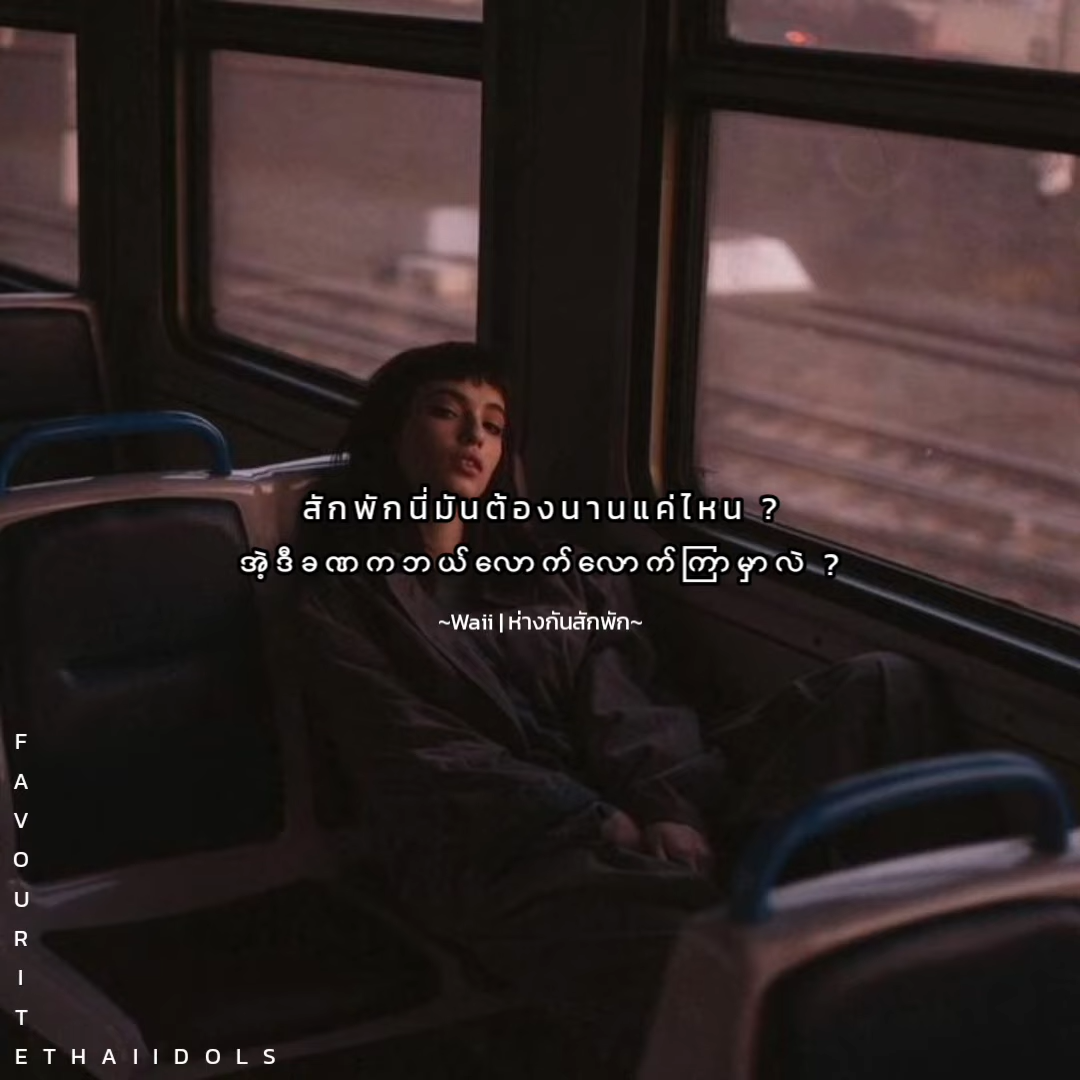 สักพักนี่มันต้องนานแค่ไหน ?
အဲ့ဒီခဏကဘယ်လောက်လောက်ကြာမှာလဲ ?
~Waii | ห่างกันสักพัก~
FAVOURITETHAIIDOLS